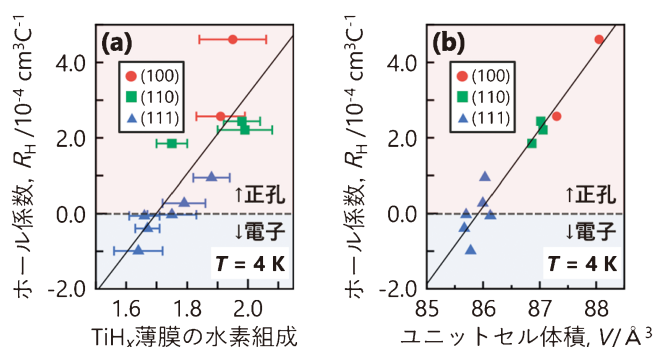 (a)
(100)
(110)
(111)
↑正孔
↓電子
T = 4 K
4.0
2.0
0.0
-2.0
1.6
1.8
2.0
ホール係数, RH /10-4 cm3C-1
TiHx薄膜の水素組成
(b)
(100)
(110)
(111)
↑正孔
↓電子
T = 4 K
4.0
2.0
0.0
-2.0
85
86
87
88
ホール係数, RH /10-4 cm3C-1
ユニットセル体積, V/Å3